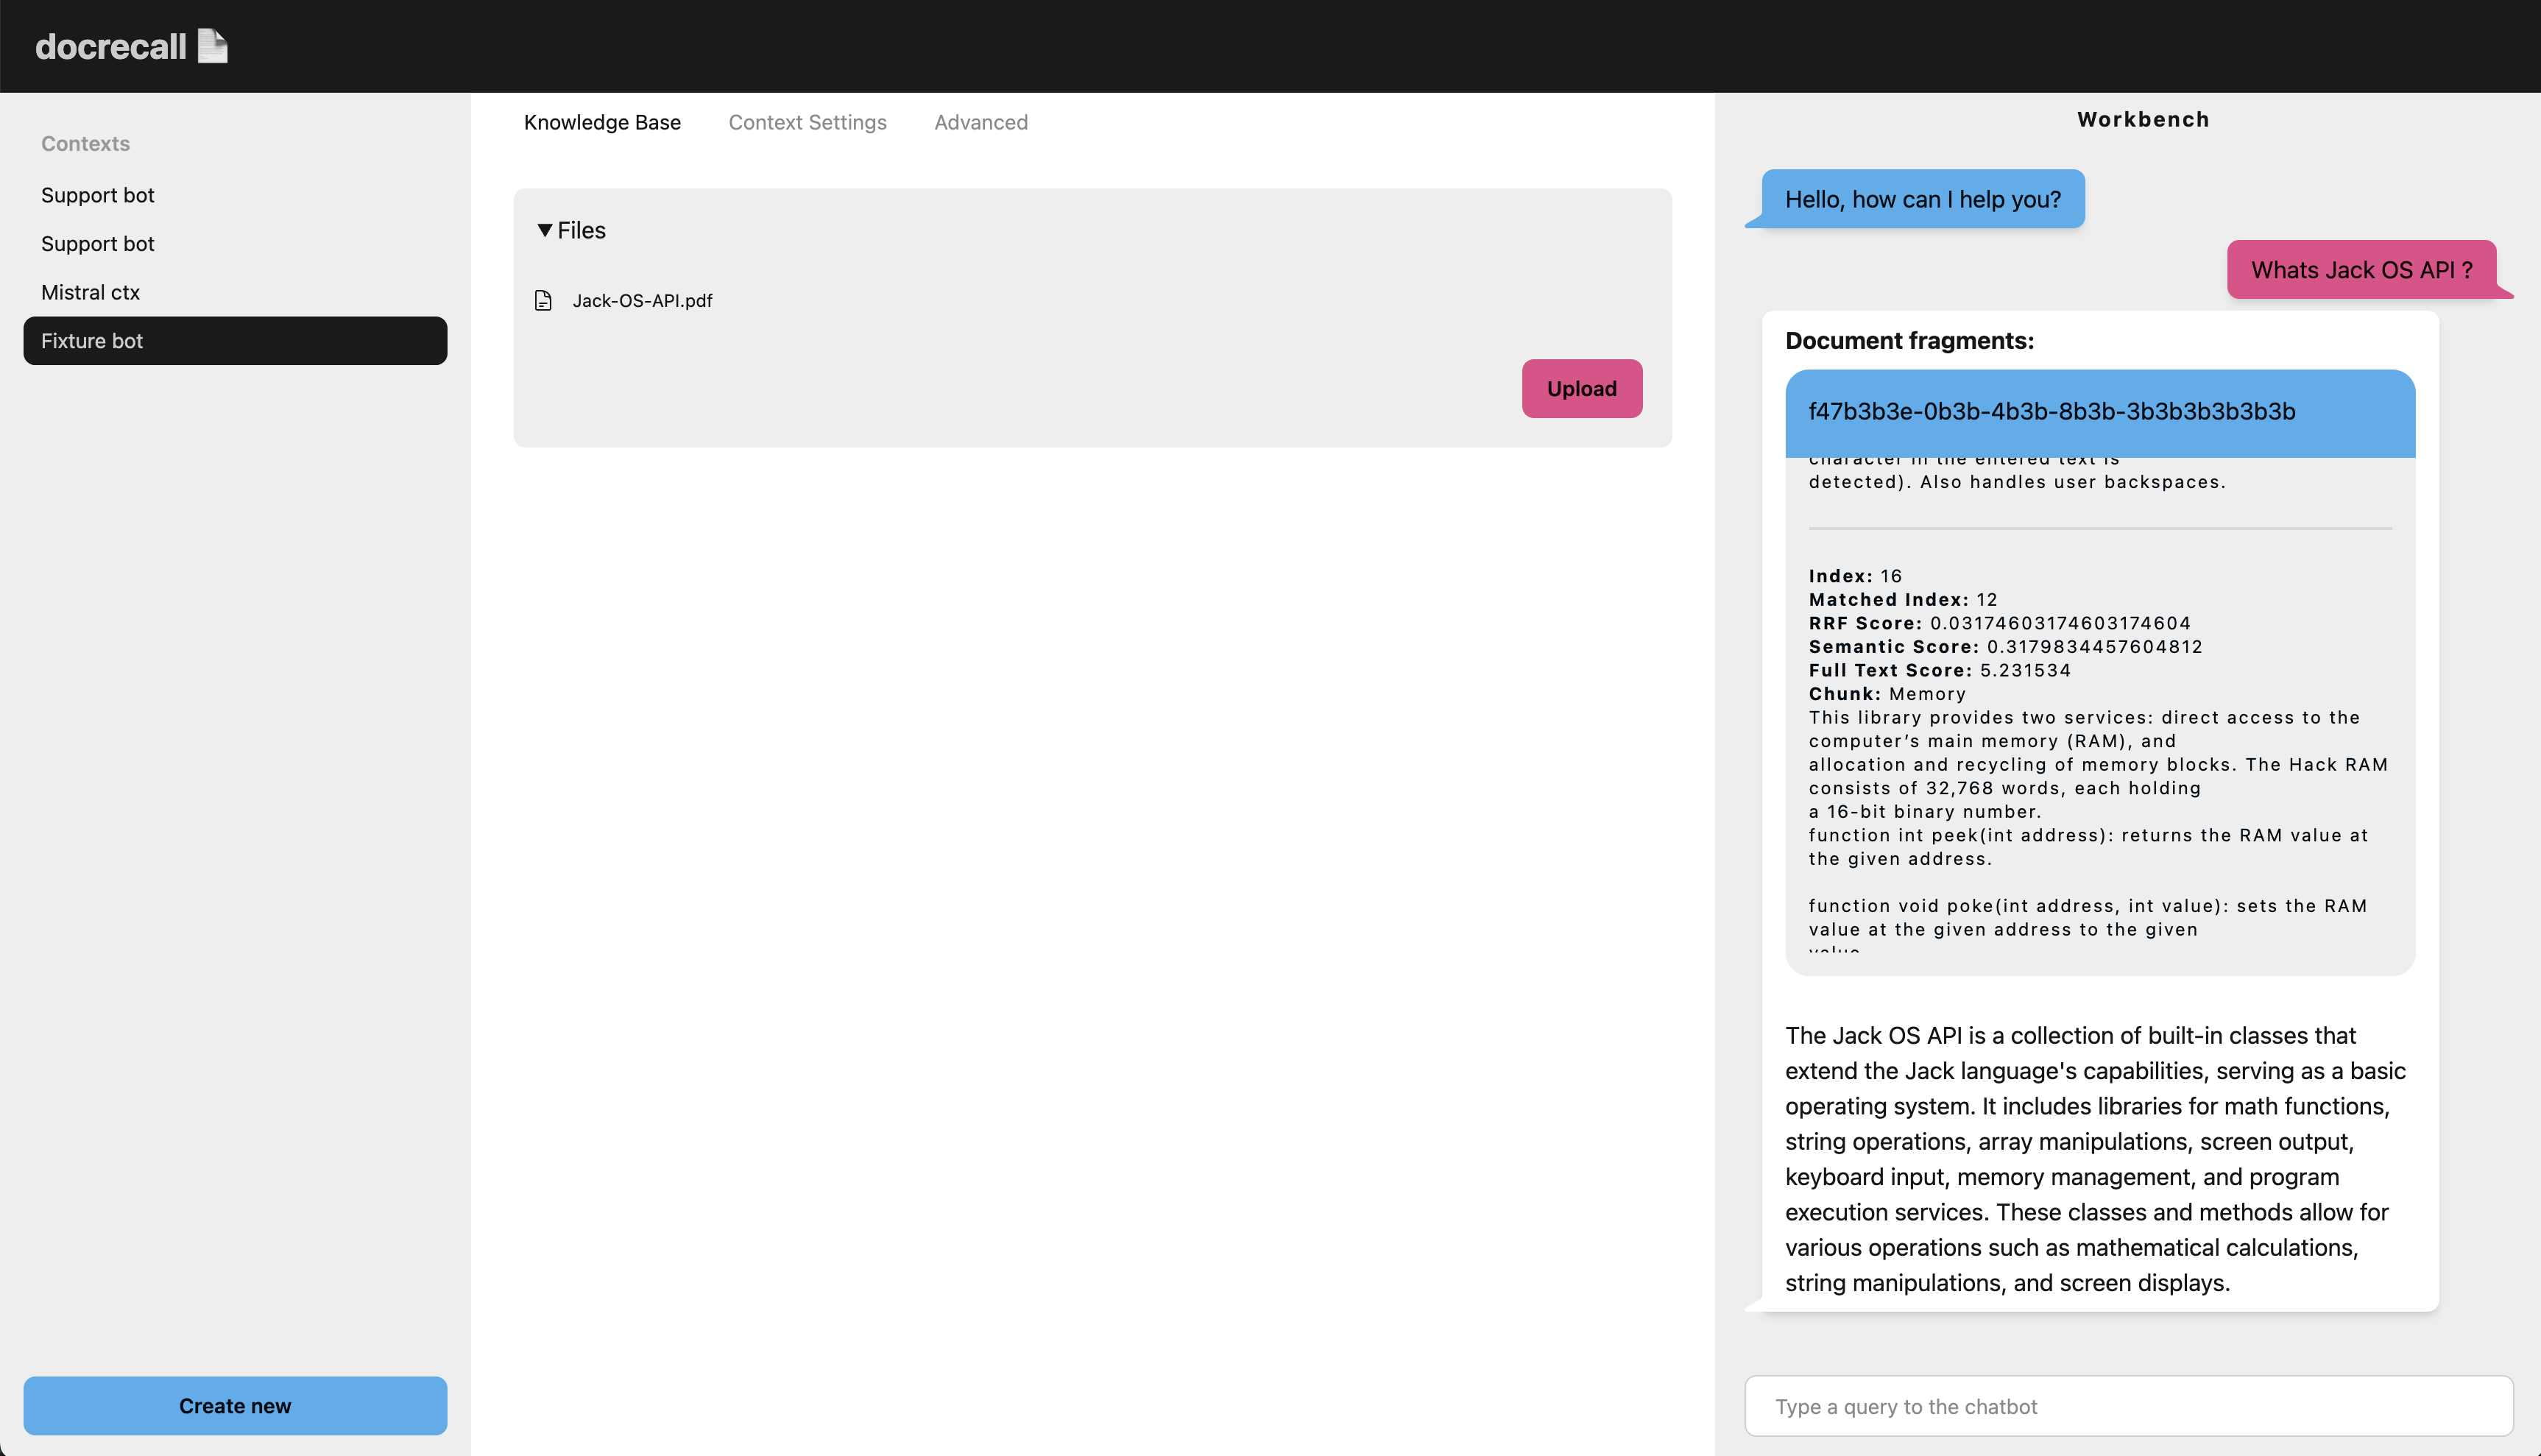 docrecall
Contexts
Support bot
Support bot
Mistral ctx
Fixture bot
Create new
Knowledge Base
Context Settings
Advanced
▼ Files
Jack-OS-API.pdf
Upload
Workbench
Hello, how can I help you?
Whats Jack OS API ?
Document fragments:
f47b3b3e-0b3b-4b3b-8b3b-3b3b3b3b3b3b
character in the entered text is
detected). Also handles user backspaces.
Index: 16
Matched Index: 12
RRF Score: 0.03174603174603174604
Semantic Score: 0.3179834457604812
Full Text Score: 5.231534
Chunk: Memory
This library provides two services: direct access to the
computer’s main memory (RAM), and
allocation and recycling of memory blocks. The Hack RAM
consists of 32,768 words, each holding
a 16-bit binary number.
function int peek(int address): returns the RAM value at
the given address.
function void poke(int address, int value): sets the RAM
value at the given address to the given
value
The Jack OS API is a collection of built-in classes that
extend the Jack language's capabilities, serving as a basic
operating system. It includes libraries for math functions,
string operations, array manipulations, screen output,
keyboard input, memory management, and program
execution services. These classes and methods allow for
various operations such as mathematical calculations,
string manipulations, and screen displays.
Type a query to the chatbot